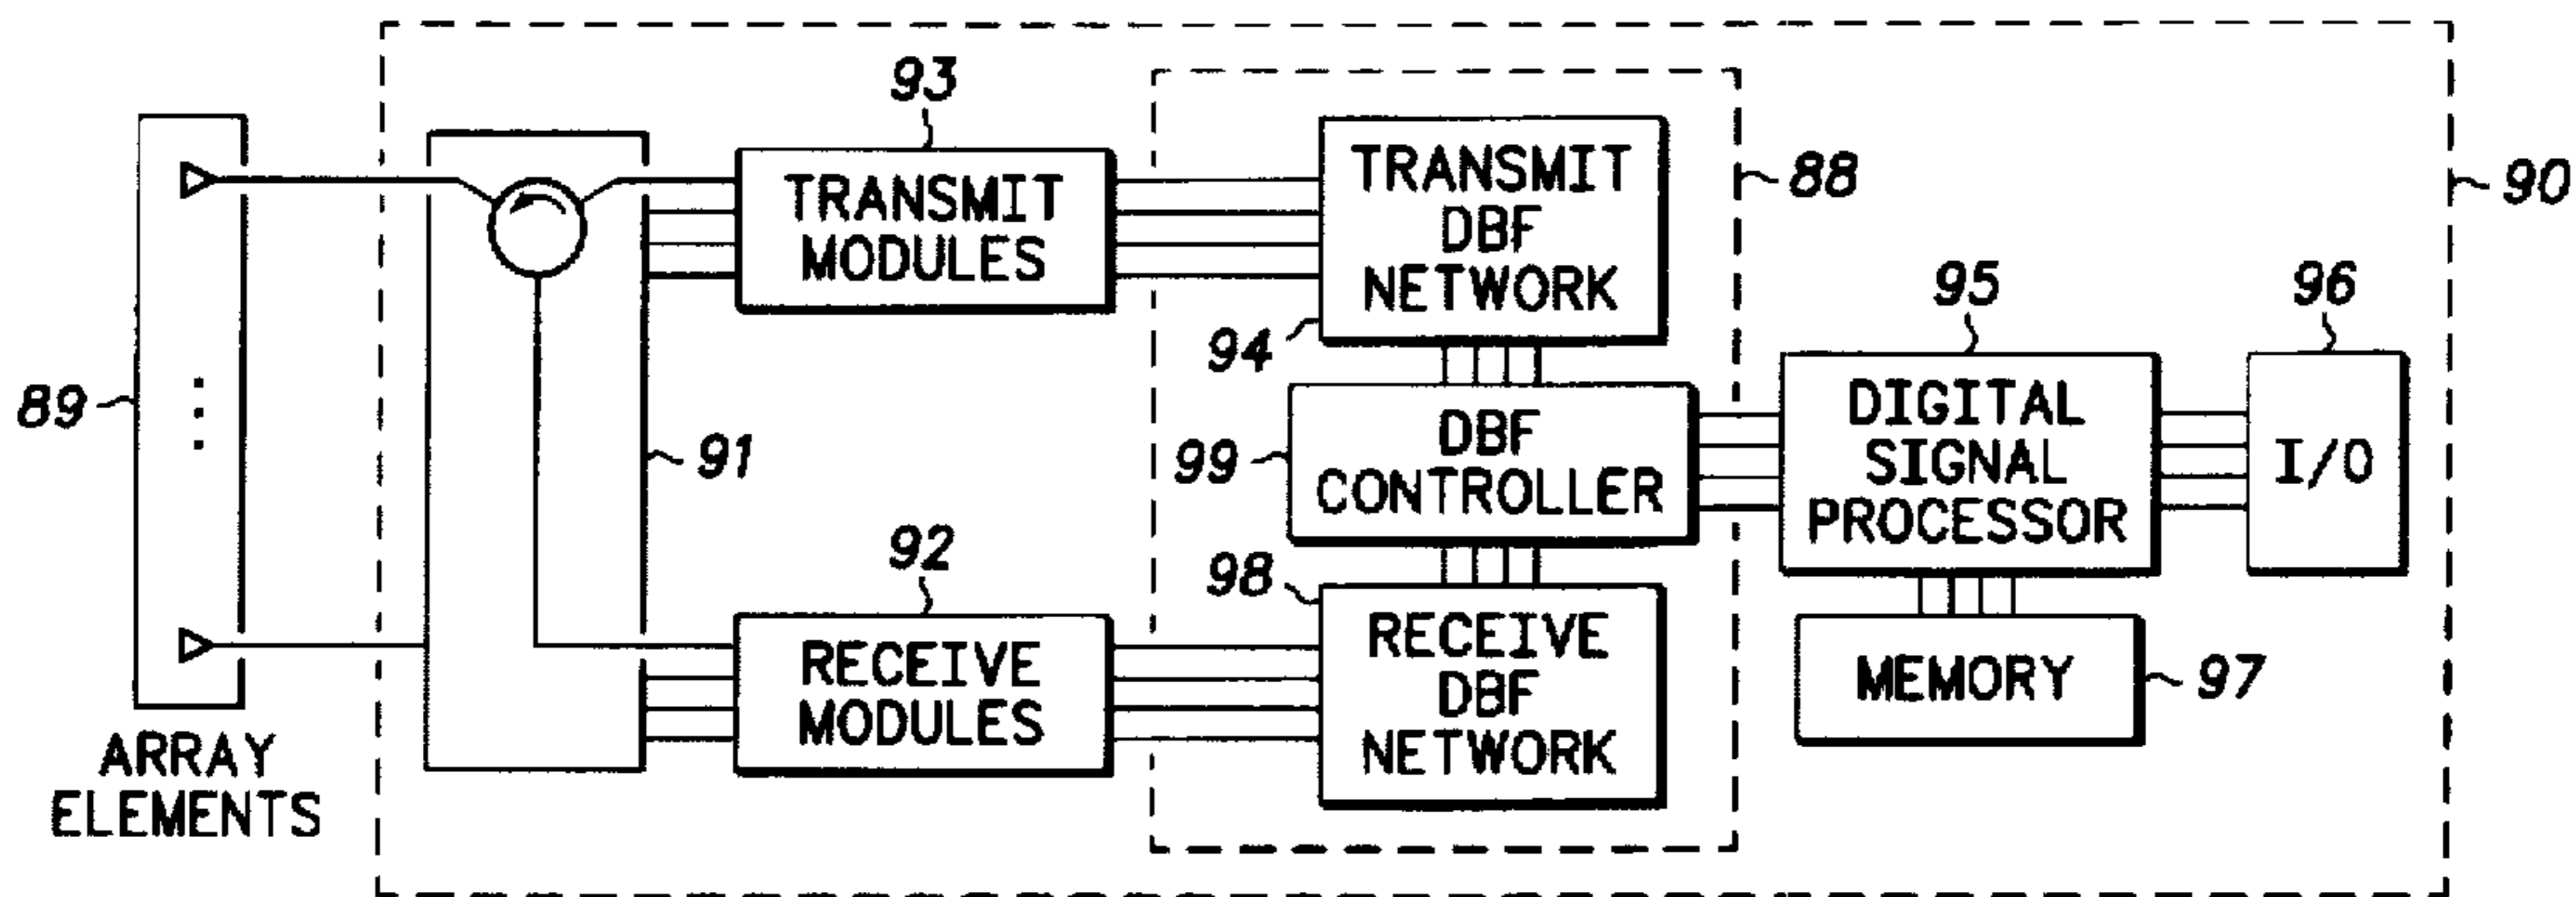 93
TRANSMIT
MODULES
TRANSMIT
DBF
NETWORK
88
90
94
95
96
89
91
99
DBF
CONTROLLER
DIGITAL
SIGNAL
PROCESSOR
I/O
92
RECEIVE
MODULES
98
RECEIVE
DBF
NETWORK
MEMORY
97
ARRAY
ELEMENTS